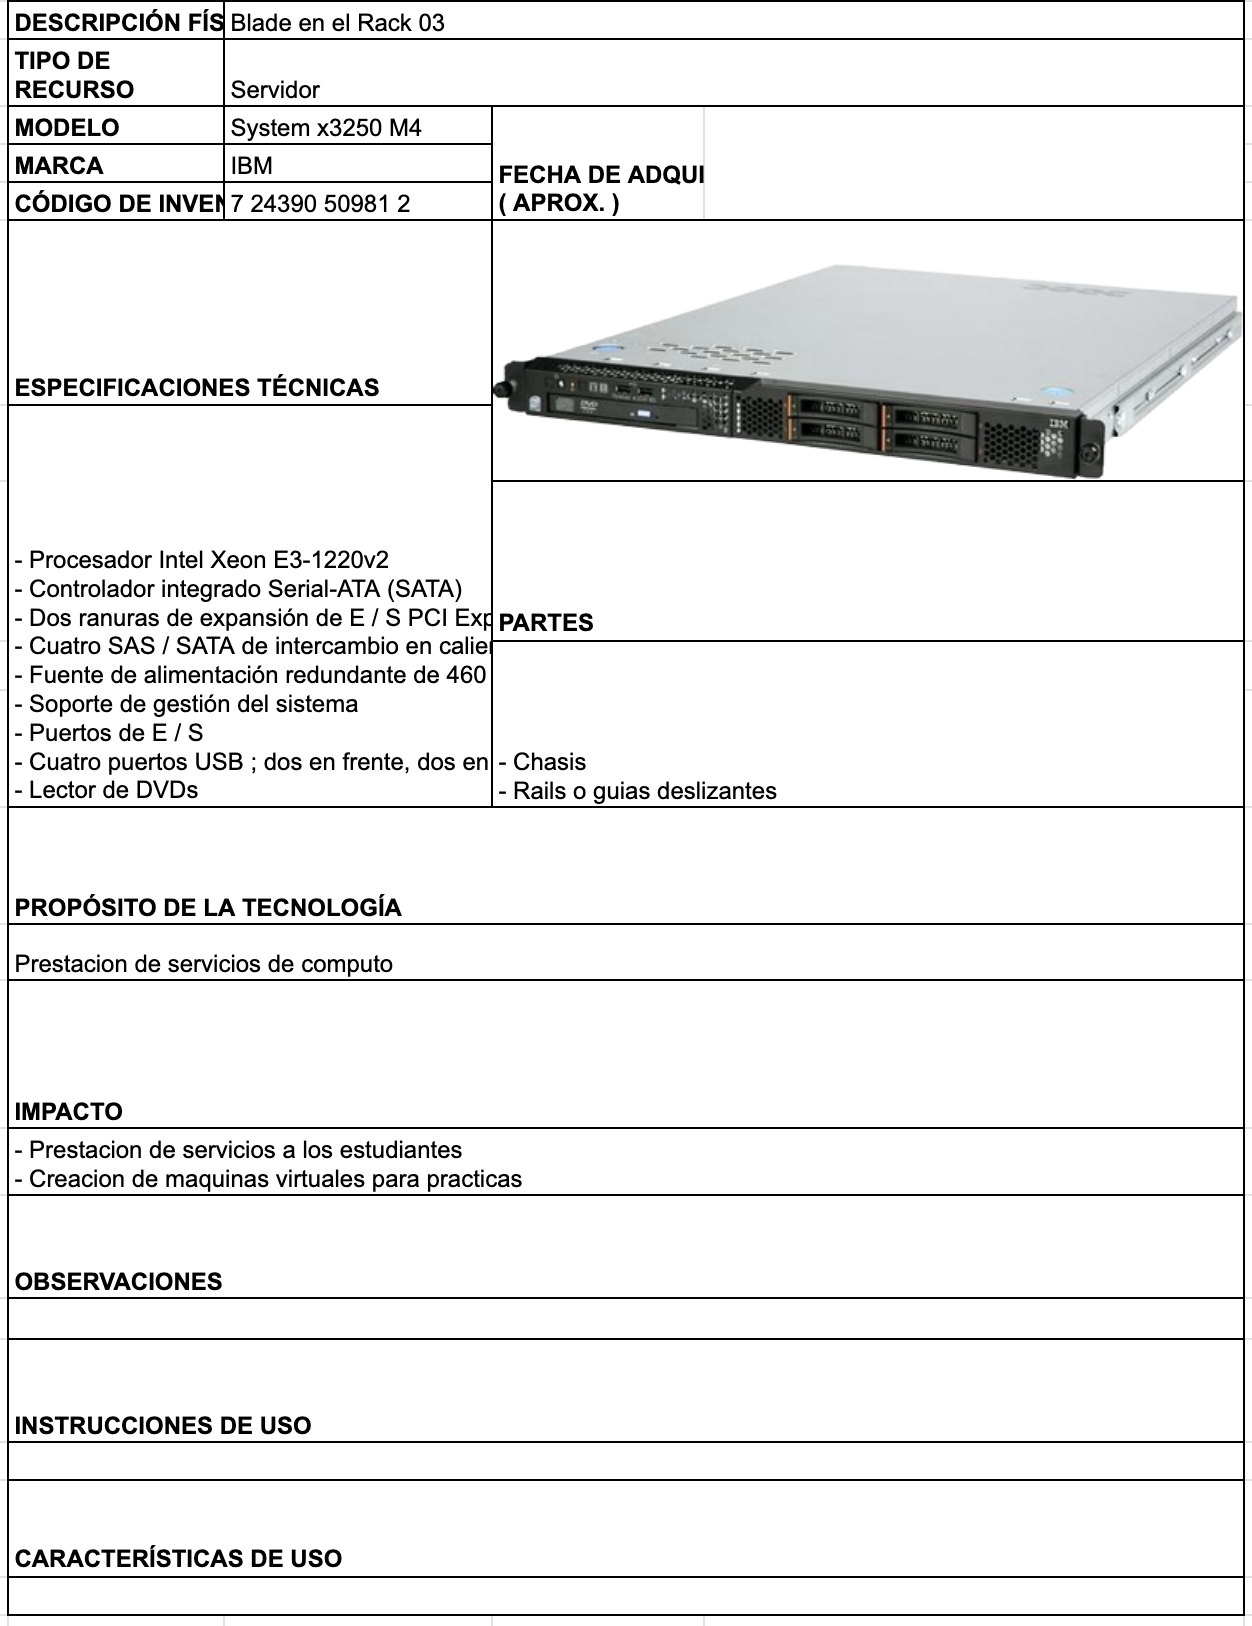 DESCRIPCIÓN FÍS Blade en el Rack 03
TIPO DE
RECURSO Servidor
MODELO System x3250 M4
MARCA IBM
CÓDIGO DE INVEN 7 24390 50981 2
FECHA DE ADQUI
( APROX. )
ESPECIFICACIONES TÉCNICAS
DVD
IBM
- Procesador Intel Xeon E3-1220v2
- Controlador integrado Serial-ATA (SATA)
- Dos ranuras de expansión de E / S PCI Exp
- Cuatro SAS / SATA de intercambio en calien
- Fuente de alimentación redundante de 460
- Soporte de gestión del sistema
- Puertos de E / S
- Cuatro puertos USB ; dos en frente, dos en
- Lector de DVDs
PARTES
- Chasis
- Rails o guias deslizantes
PROPÓSITO DE LA TECNOLOGÍA
Prestacion de servicios de computo
IMPACTO
- Prestacion de servicios a los estudiantes
- Creacion de maquinas virtuales para practicas
OBSERVACIONES
INSTRUCCIONES DE USO
CARACTERÍSTICAS DE USO